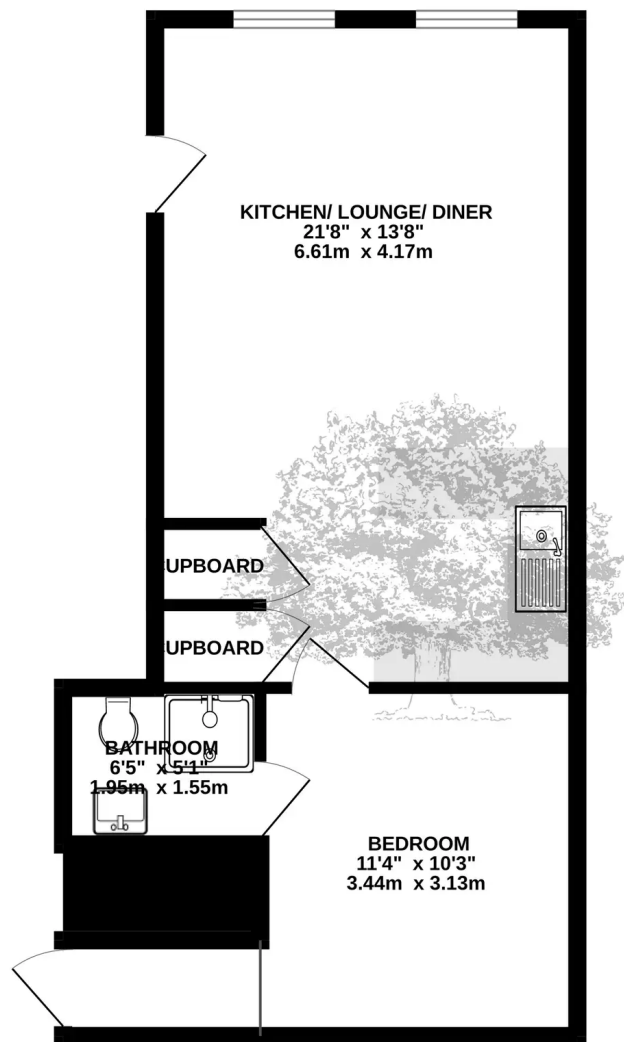 KITCHEN/ LOUNGE/ DINER
21'8" x 13'8"
6.61m x 4.17m
UPBOARD
UPBOARD
BATHROOM
6'5" x 5'1"
1.95m x 1.55m
BEDROOM
11'4" x 10'3"
3.44m x 3.13m